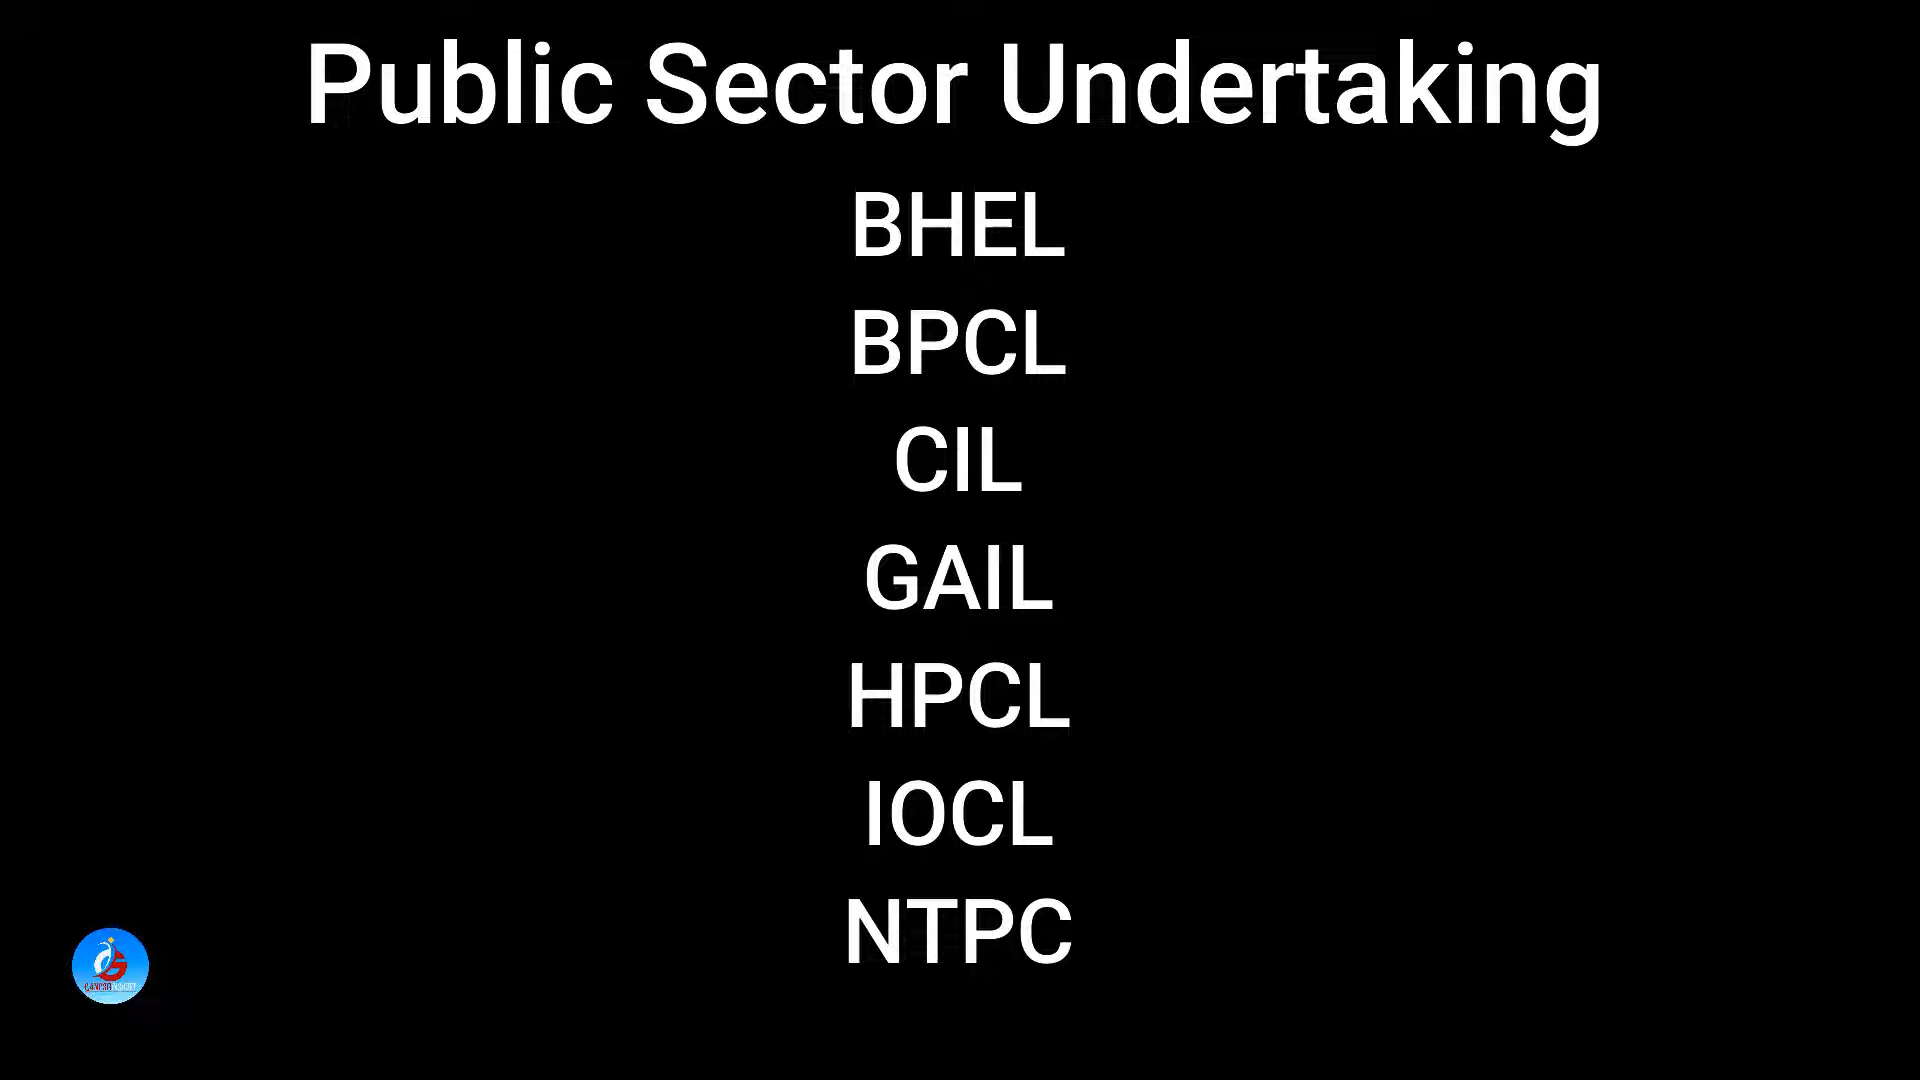 Public Sector Undertaking
BHEL
BPCL
CIL
GAIL
HPCL
IOCL
NTPC